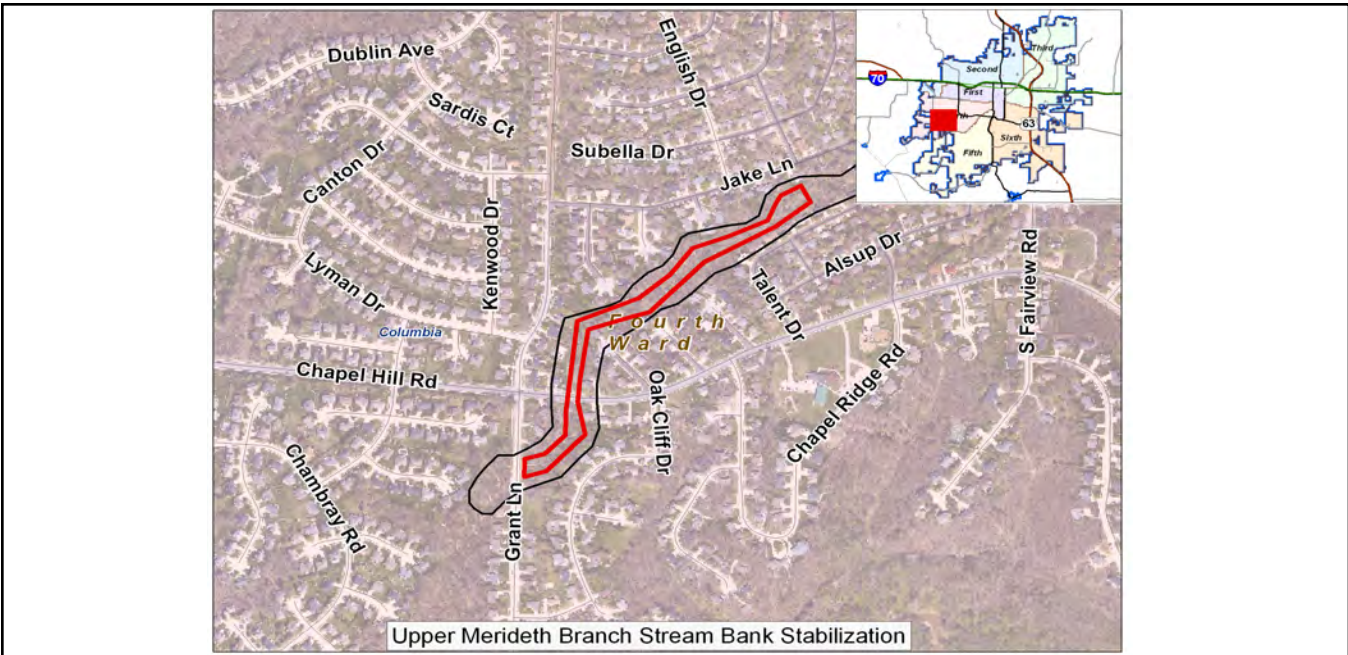 Dublin Ave
English Dr
Sardis Ct
Subella Dr
Canton Dr
Jake Ln
Kenwood Dr
Lyman Dr
Alsup Dr
Talent Dr
S Fairview Rd
Columbia
Fourth
Ward
Chapel Hill Rd
Oak Cliff Dr
Chapel Ridge Rd
Chambray Rd
Grant Ln
Upper Merideth Branch Stream Bank Stabilization
70
Second
Third
First
63
Sixth
Fifth